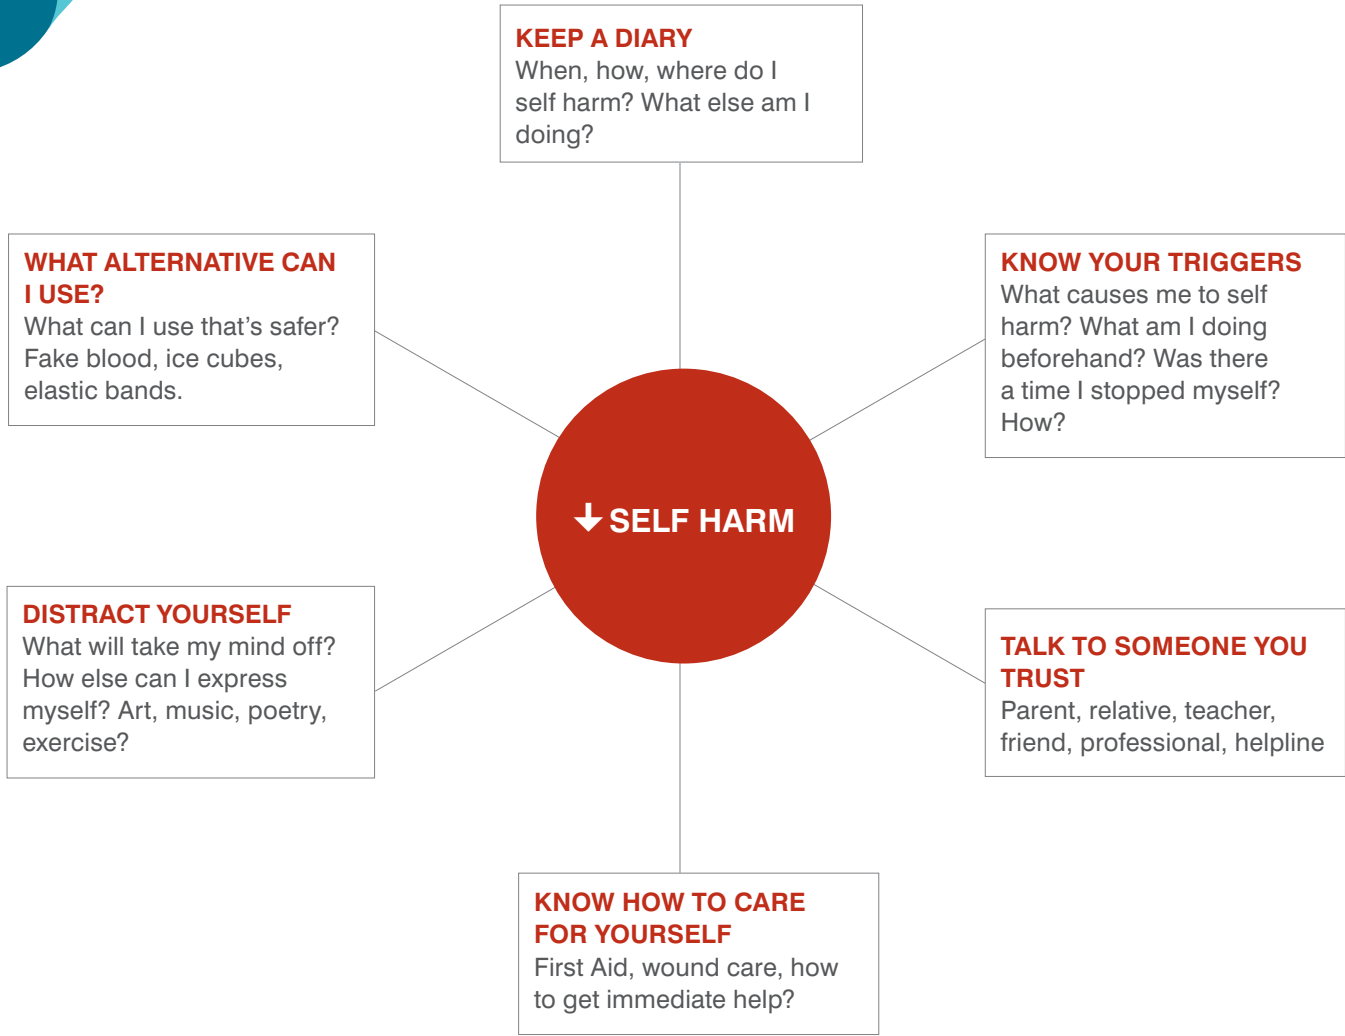 KEEP A DIARY
When, how, where do I
self harm? What else am I
doing?
WHAT ALTERNATIVE CAN
I USE?
What can I use that’s safer?
Fake blood, ice cubes,
elastic bands.
KNOW YOUR TRIGGERS
What causes me to self
harm? What am I doing
beforehand? Was there
a time I stopped myself?
How?
SELF HARM
DISTRACT YOURSELF
What will take my mind off?
How else can I express
myself? Art, music, poetry,
exercise?
TALK TO SOMEONE YOU
TRUST
Parent, relative, teacher,
friend, professional, helpline
KNOW HOW TO CARE
FOR YOURSELF
First Aid, wound care, how
to get immediate help?